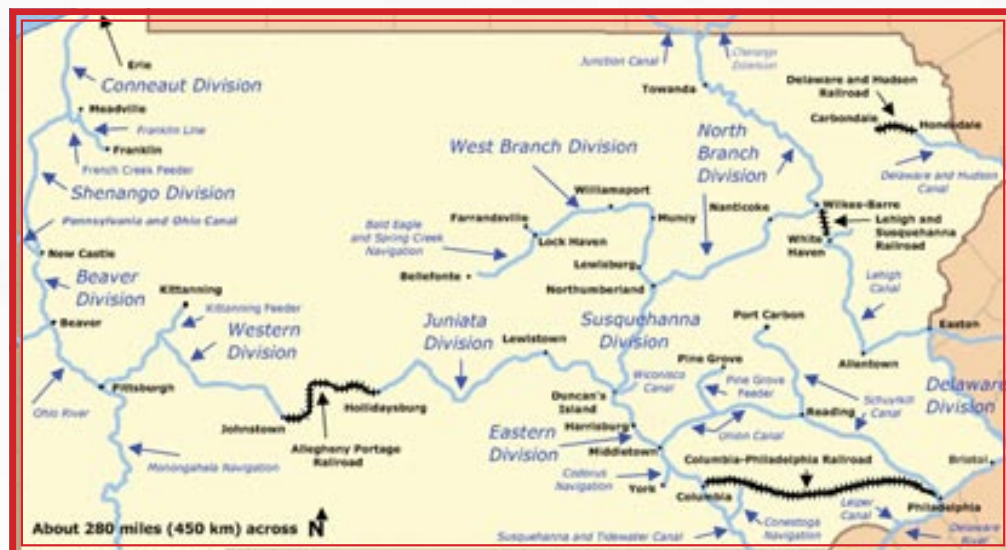 Erie
Conneaut Division
Meadville
Franklin Line
Franklin
French Creek Feeder
Shenango Division
Pennsylvania and Ohio Canal
New Castle
Beaver
Division
Beaver
Ohio River
Kittanning
Kittanning Feeder
Western
Division
Pittsburgh
Monongahela Navigation
Johnstown
Hollidaysburg
Allegheny Portage
Railroad
Juniata
Division
Lewistown
West Branch Division
Williamsport
Farrandsville
Lock Haven
Bald Eagle
and Spring Creek
Navigation
Bellefonte
Muncy
Lewisburg
Northumberland
Junction Canal
Chenango
Extension
Towanda
North
Branch
Division
Nanticoke
Wilkes-Barre
Delaware and Hudson
Railroad
Carbondale
Honesdale
Delaware and Hudson
Canal
Lehigh and
Susquehanna
Railroad
White
Haven
Lehigh
Canal
Easton
Allentown
Delaware
Division
Susquehanna
Division
Port Carbon
Pine Grove
Wiconisco
Canal
Pine Grove
Feeder
Schuylkill
Canal
Reading
Duncan's
Island
Harrisburg
Eastern
Division
Middletown
Union Canal
Codorus
Navigation
York
Columbia
Columbia-Philadelphia Railroad
Bristol
Philadelphia
Leiper
Canal
Delaware
River
Conestoga
Navigation
Susquehanna and Tidewater Canal
About 280 miles (450 km) across N